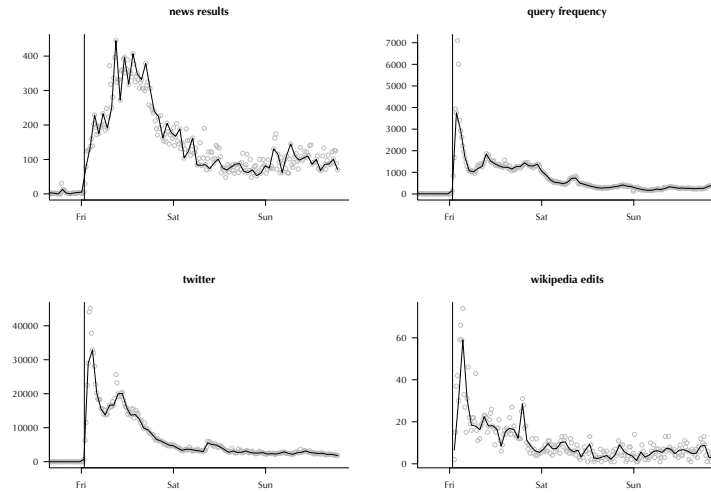 news results
400
300
200
100
0
Fri
Sat
Sun
query frequency
7000
6000
5000
4000
3000
2000
1000
0
Fri
Sat
Sun
twitter
40000
30000
20000
10000
0
Fri
Sat
Sun
wikipedia edits
60
40
20
0
Fri
Sat
Sun